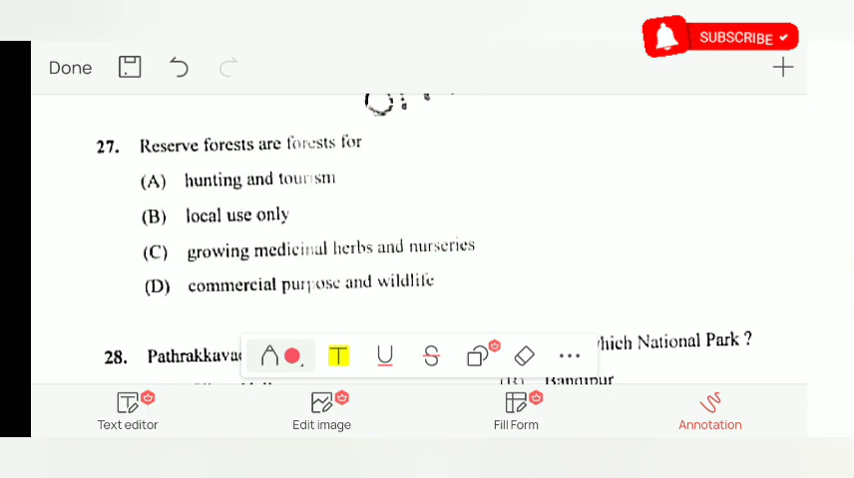 SUBSCRIBE
Done
27. Reserve forests are forests for
(A) hunting and tourism
(B) local use only
(C) growing medicinal herbs and nurseries
(D) commercial purpose and wildlife
28. hich National Park ?
(B) Bandipur
Text editor Edit image Fill Form Annotation